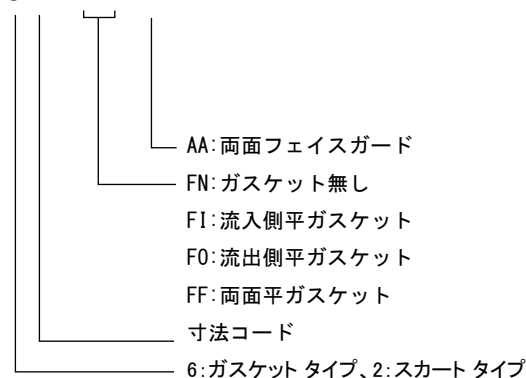 AA:両面フェイスガード
FN:ガスケット無し
FI:流入側平ガスケット
FO:流出側平ガスケット
FF:両面平ガスケット
寸法コード
6:ガスケット タイプ、2:スカート タイプ